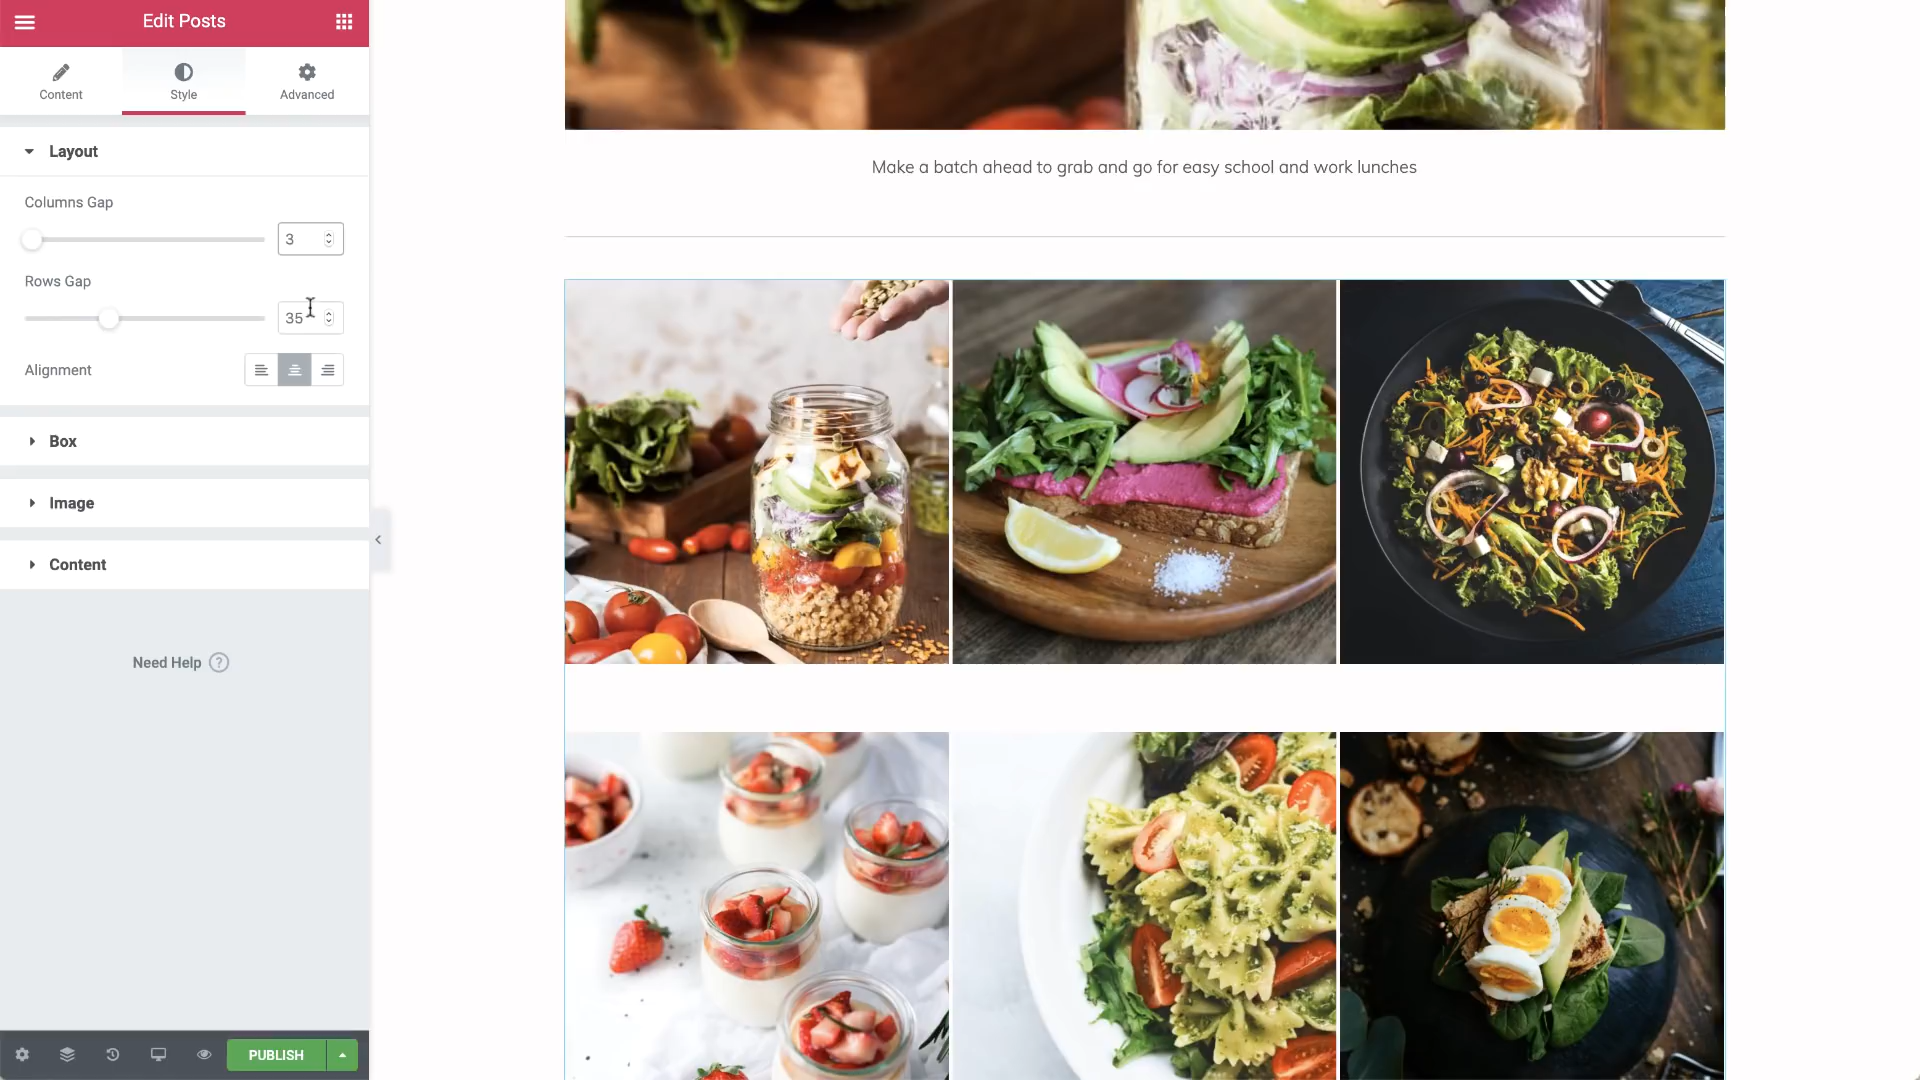 Edit Posts
Content
Style
Advanced
Layout
Columns Gap
3
Rows Gap
35
Alignment
Box
Image
Content
Need Help ?
PUBLISH
Make a batch ahead to grab and go for easy school and work lunches